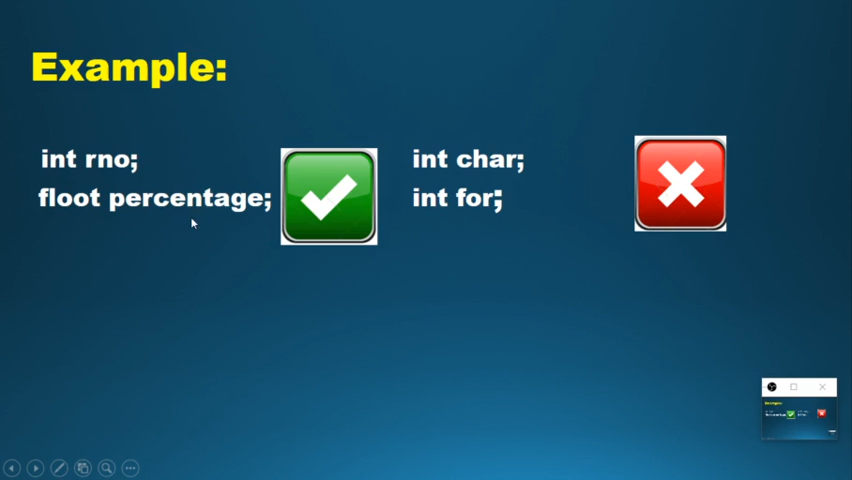 Example:
int rno;
floot percentage;
int char;
int for;